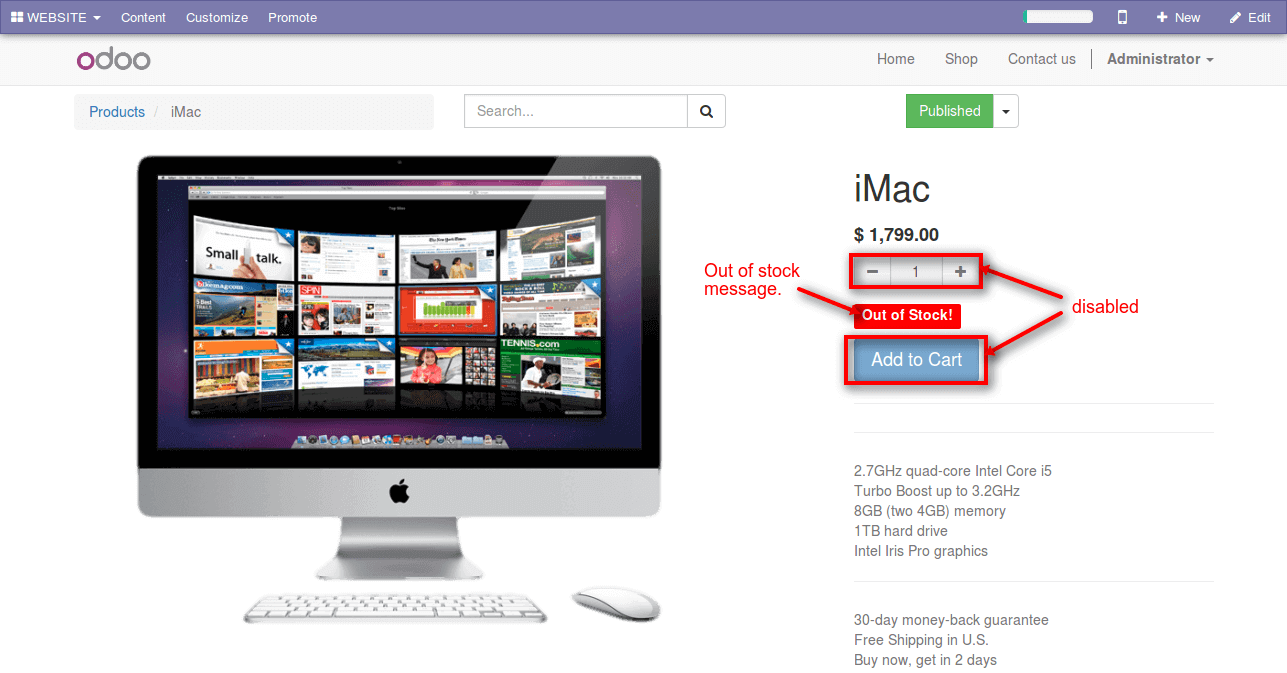 WEBSITE Content Customize Promote New Edit
odoo Home Shop Contact us Administrator
Products / iMac Search... Published
iMac
$ 1,799.00
1
Out of stock
message.
disabled
Out of Stock!
Add to Cart
Small talk.
bikemag.com
SPIN
TENNIS.com
2.7GHz quad-core Intel Core i5
Turbo Boost up to 3.2GHz
8GB (two 4GB) memory
1TB hard drive
Intel Iris Pro graphics
30-day money-back guarantee
Free Shipping in U.S.
Buy now, get in 2 days